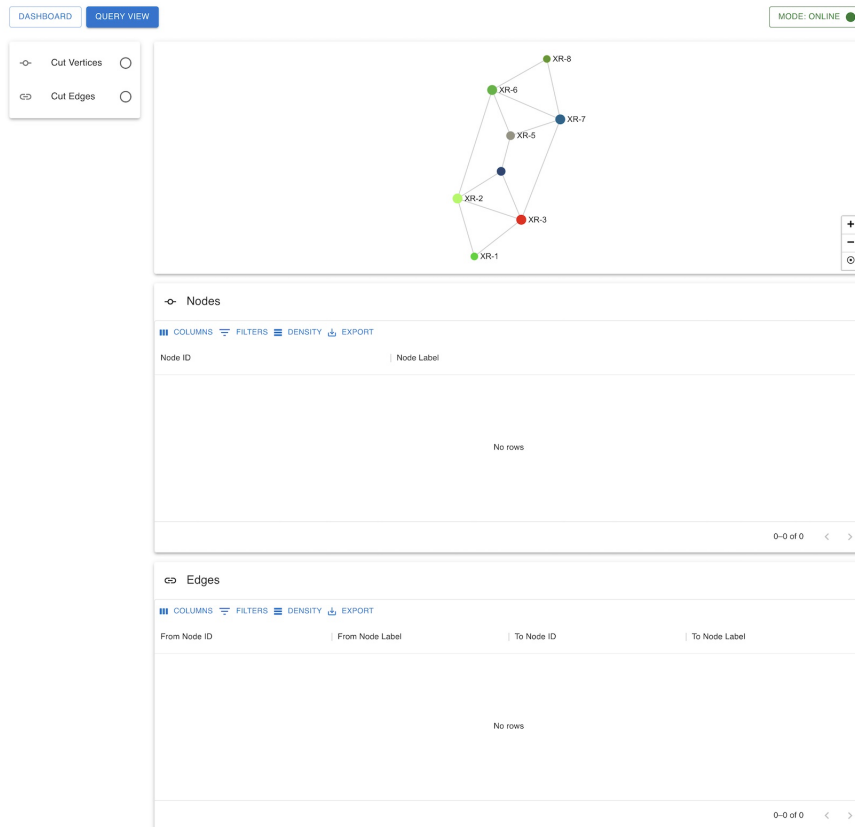 DASHBOARD QUERY VIEW MODE: ONLINE
Cut Vertices
Cut Edges
XR-8
XR-6
XR-7
XR-5
XR-2
XR-3
XR-1
+
−
Nodes
COLUMNS FILTERS DENSITY EXPORT
Node ID Node Label
No rows
0–0 of 0
Edges
COLUMNS FILTERS DENSITY EXPORT
From Node ID From Node Label To Node ID To Node Label
No rows
0–0 of 0